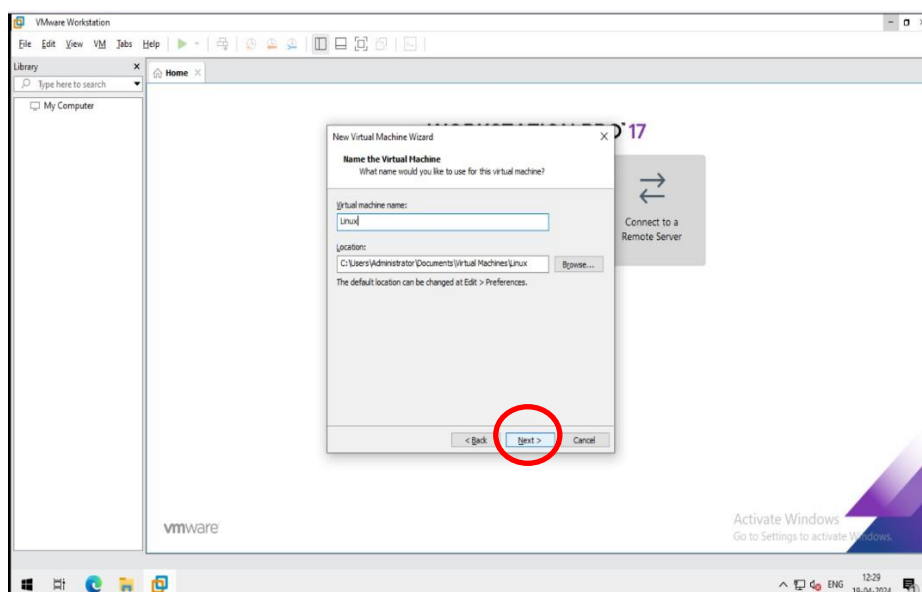 VMware Workstation
File Edit View VM Tabs Help
Library
Type here to search
My Computer
Home
17
New Virtual Machine Wizard
Name the Virtual Machine
What name would you like to use for this virtual machine?
Virtual machine name:
Linux
Location:
C:\Users\Administrator\Documents\Virtual Machines\Linux
Browse...
The default location can be changed at Edit > Preferences.
< Back Next > Cancel
Connect to a
Remote Server
vmware
Activate Windows
Go to Settings to activate Windows.
ENG
12:29
19-04-2024